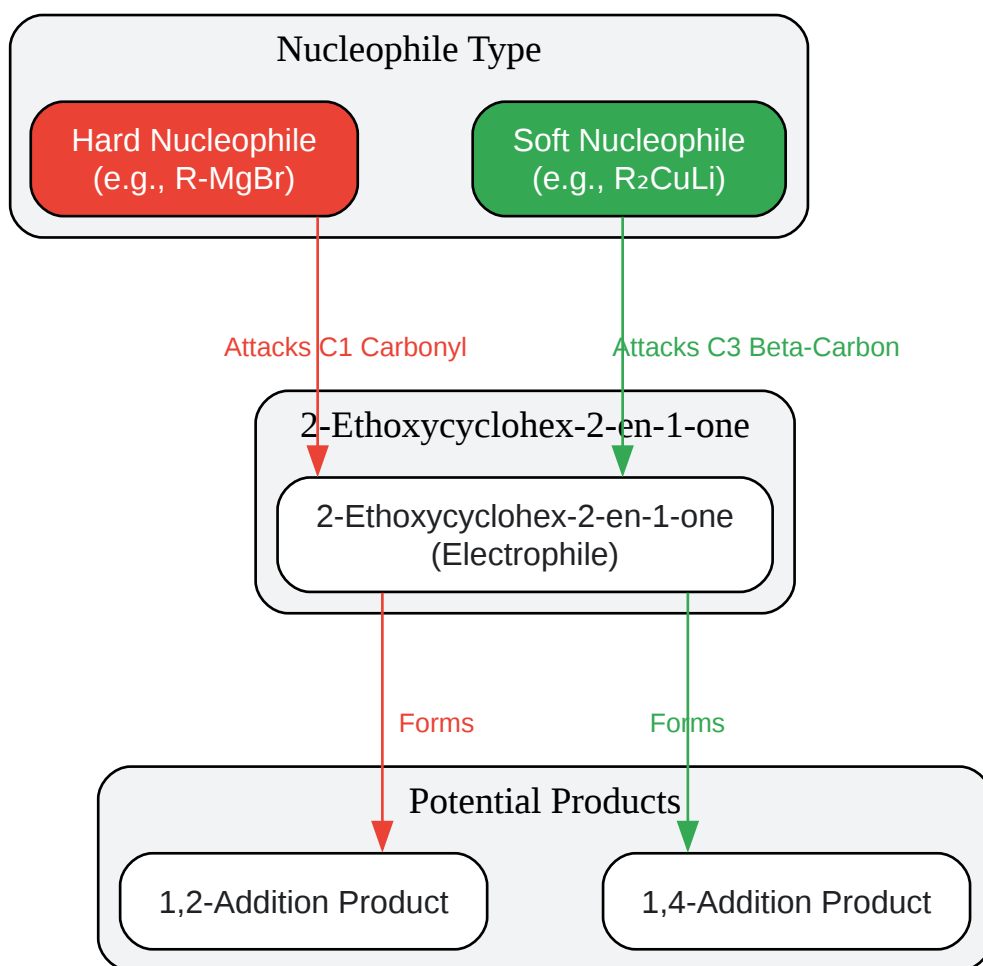 Nucleophile Type
Hard Nucleophile
(e.g., R-MgBr)
Soft Nucleophile
(e.g., R₂CuLi)
Attacks C1 Carbonyl
Attacks C3 Beta-Carbon
2-Ethoxycyclohex-2-en-1-one
2-Ethoxycyclohex-2-en-1-one
(Electrophile)
Forms
Forms
Potential Products
1,2-Addition Product
1,4-Addition Product